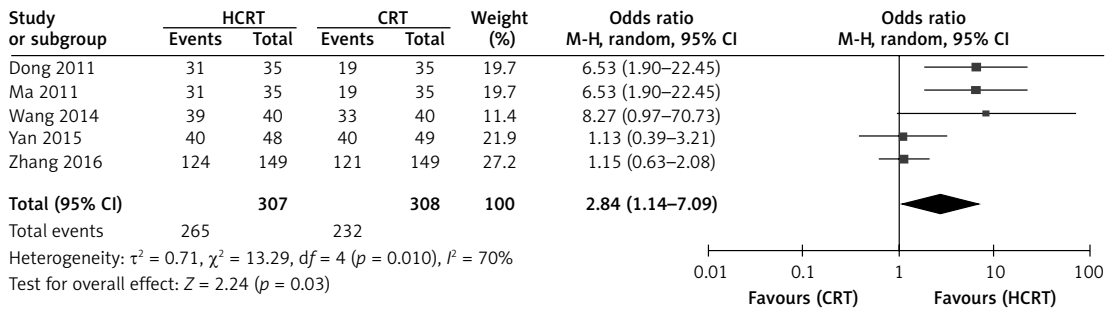 Study HCRT CRT Weight Odds ratio Odds ratio
or subgroup Events Total Events Total (%) M-H, random, 95% CI M-H, random, 95% CI
Dong 2011 31 35 19 35 19.7 6.53 (1.90–22.45)
Ma 2011 31 35 19 35 19.7 6.53 (1.90–22.45)
Wang 2014 39 40 33 40 11.4 8.27 (0.97–70.73)
Yan 2015 40 48 40 49 21.9 1.13 (0.39–3.21)
Zhang 2016 124 149 121 149 27.2 1.15 (0.63–2.08)
Total (95% CI) 307 308 100 2.84 (1.14–7.09)
Total events 265 232
Heterogeneity: τ² = 0.71, χ² = 13.29, df = 4 (p = 0.010), I² = 70%
Test for overall effect: Z = 2.24 (p = 0.03)
0.01 0.1 1 10 100
Favours (CRT) Favours (HCRT)